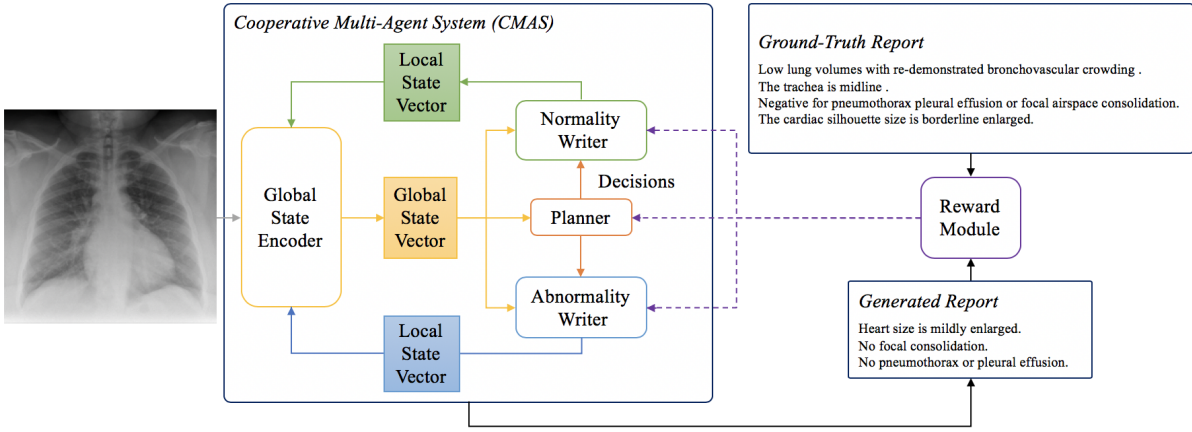 Cooperative Multi-Agent System (CMAS)
Local
State
Vector
Normality
Writer
Global
State
Encoder
Global
State
Vector
Decisions
Planner
Abnormality
Writer
Local
State
Vector
Ground-Truth Report
Low lung volumes with re-demonstrated bronchovascular crowding .
The trachea is midline .
Negative for pneumothorax pleural effusion or focal airspace consolidation.
The cardiac silhouette size is borderline enlarged.
Reward
Module
Generated Report
Heart size is mildly enlarged.
No focal consolidation.
No pneumothorax or pleural effusion.